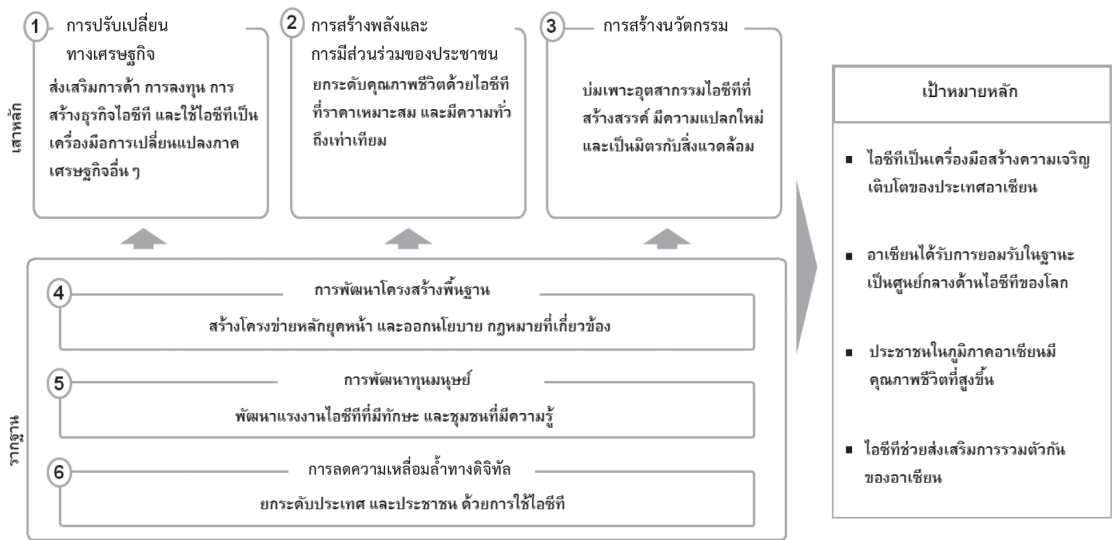 เสาหลัก
1
การปรับเปลี่ยน
ทางเศรษฐกิจ
ส่งเสริมการค้า การลงทุน การ
สร้างธุรกิจไอซีที และใช้ไอซีทีเป็น
เครื่องมือการเปลี่ยนแปลงภาค
เศรษฐกิจอื่น ๆ
2
การสร้างพลังและ
การมีส่วนร่วมของประชาชน
ยกระดับคุณภาพชีวิตด้วยไอซีที
ที่ราคาเหมาะสม และมีความทั่ว
ถึงเท่าเทียม
3
การสร้างนวัตกรรม
บ่มเพาะอุตสากรรมไอซีทีที่
สร้างสรรค์ มีความแปลกใหม่
และเป็นมิตรกับสิ่งแวดล้อม
รากฐาน
4
การพัฒนาโครงสร้างพื้นฐาน
สร้างโครงข่ายหลักยุคหน้า และออกนโยบาย กฎหมายที่เกี่ยวข้อง
5
การพัฒนาทุนมนุษย์
พัฒนาแรงงานไอซีทีที่มีทักษะ และชุมชนที่มีความรู้
6
การลดความเหลื่อมล้ำทางดิจิทัล
ยกระดับประเทศ และประชาชน ด้วยการใช้ไอซีที
เป้าหมายหลัก
▪ ไอซีทีเป็นเครื่องมือสร้างความเจริญ
เติบโตของประเทศอาเซียน
▪ อาเซียนได้รับการยอมรับในฐานะ
เป็นศูนย์กลางด้านไอซีทีของโลก
▪ ประชาชนในภูมิภาคอาเซียนมี
คุณภาพชีวิตที่สูงขึ้น
▪ ไอซีทีช่วยส่งเสริมการรวมตัวกัน
ของอาเซียน